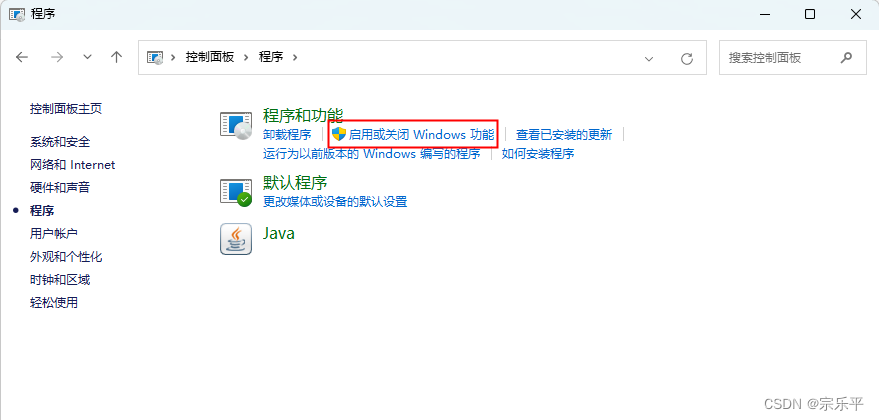 程序
控制面板 程序
搜索控制面板
控制面板主页
系统和安全
网络和 Internet
硬件和声音
程序
用户帐户
外观和个性化
时钟和区域
轻松使用
程序和功能
卸载程序 启用或关闭 Windows 功能 查看已安装的更新
运行为以前版本的 Windows 编写的程序 如何安装程序
默认程序
更改媒体或设备的默认设置
Java
CSDN @宗乐平